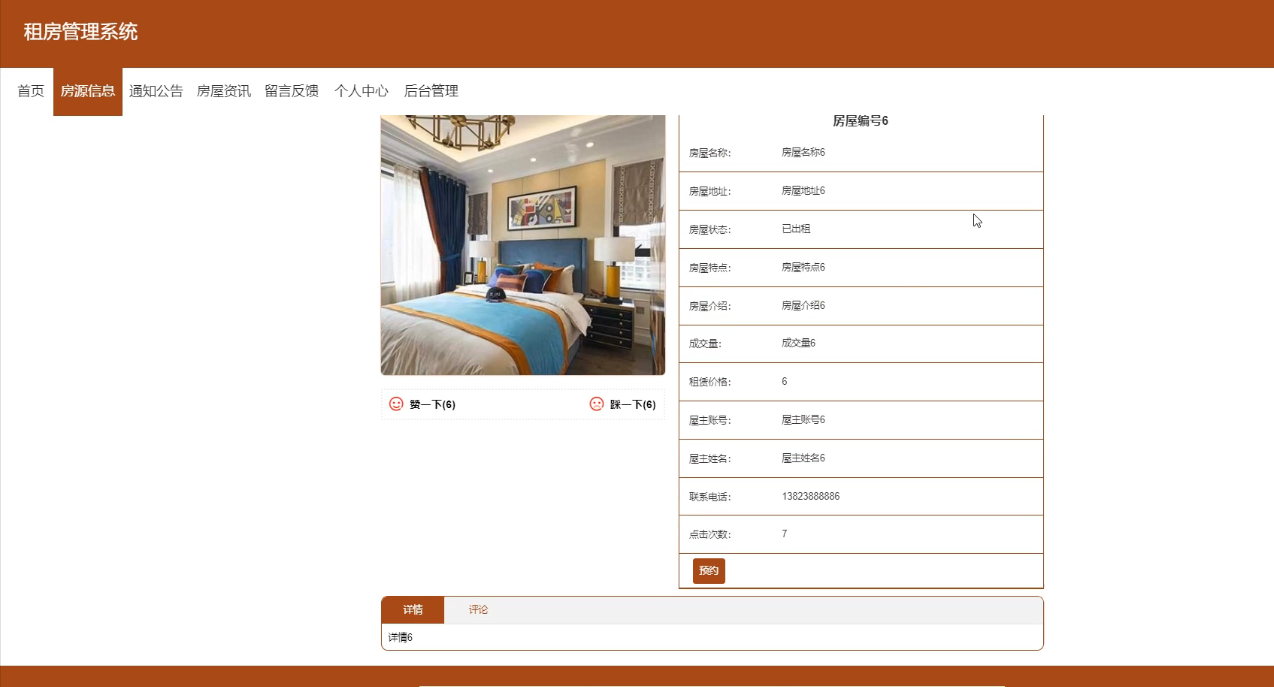 租房管理系统
首页 房源信息 通知公告 房屋资讯 留言反馈 个人中心 后台管理
房屋编号6
房屋名称: 房屋名称6
房屋地址: 房屋地址6
房屋状态: 已出租
房屋特点: 房屋特点6
房屋介绍: 房屋介绍6
成交量: 成交量6
租赁价格: 6
屋主账号: 屋主账号6
屋主姓名: 屋主姓名6
联系电话: 13823888886
点击次数: 7
赞一下(6) 踩一下(6)
预约
详情 评论
详情6